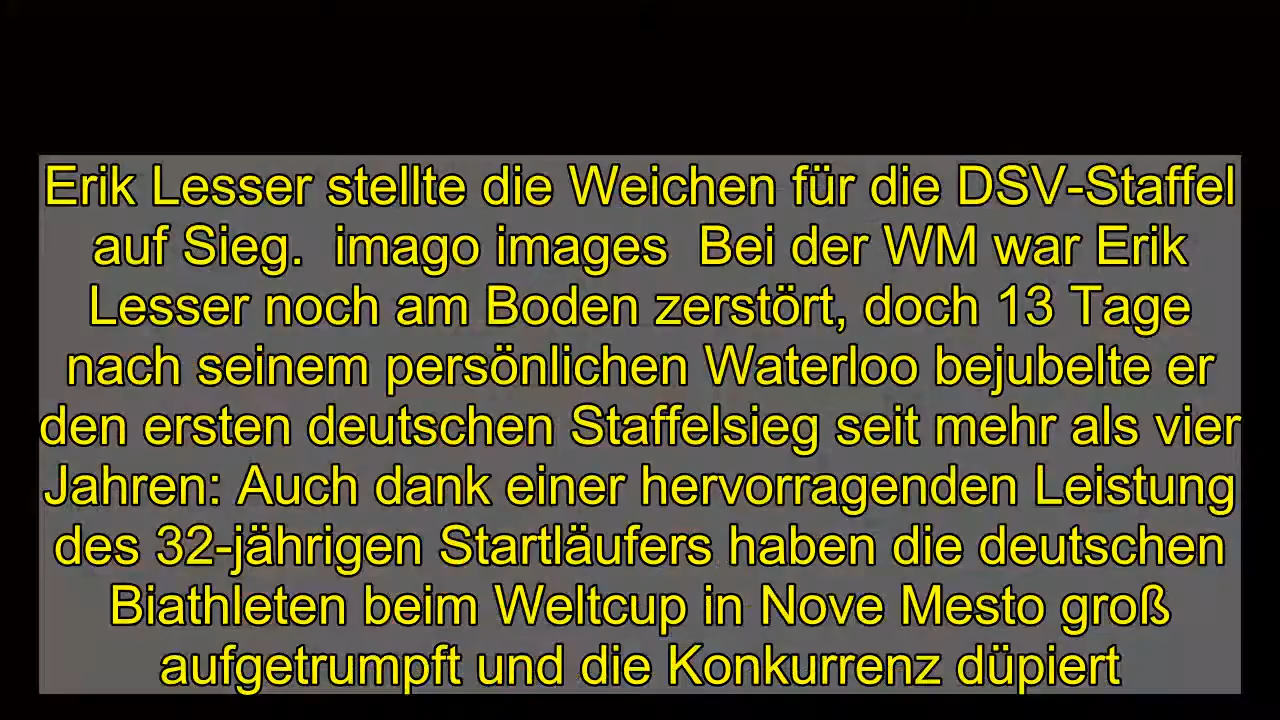 Erik Lesser stellte die Weichen für die DSV-Staffel
auf Sieg.  imago images  Bei der WM war Erik
Lesser noch am Boden zerstört, doch 13 Tage
nach seinem persönlichen Waterloo bejubelte er
den ersten deutschen Staffelsieg seit mehr als vier
Jahren: Auch dank einer hervorragenden Leistung
des 32-jährigen Startläufers haben die deutschen
Biathleten beim Weltcup in Nove Mesto groß
aufgetrumpft und die Konkurrenz düpiert